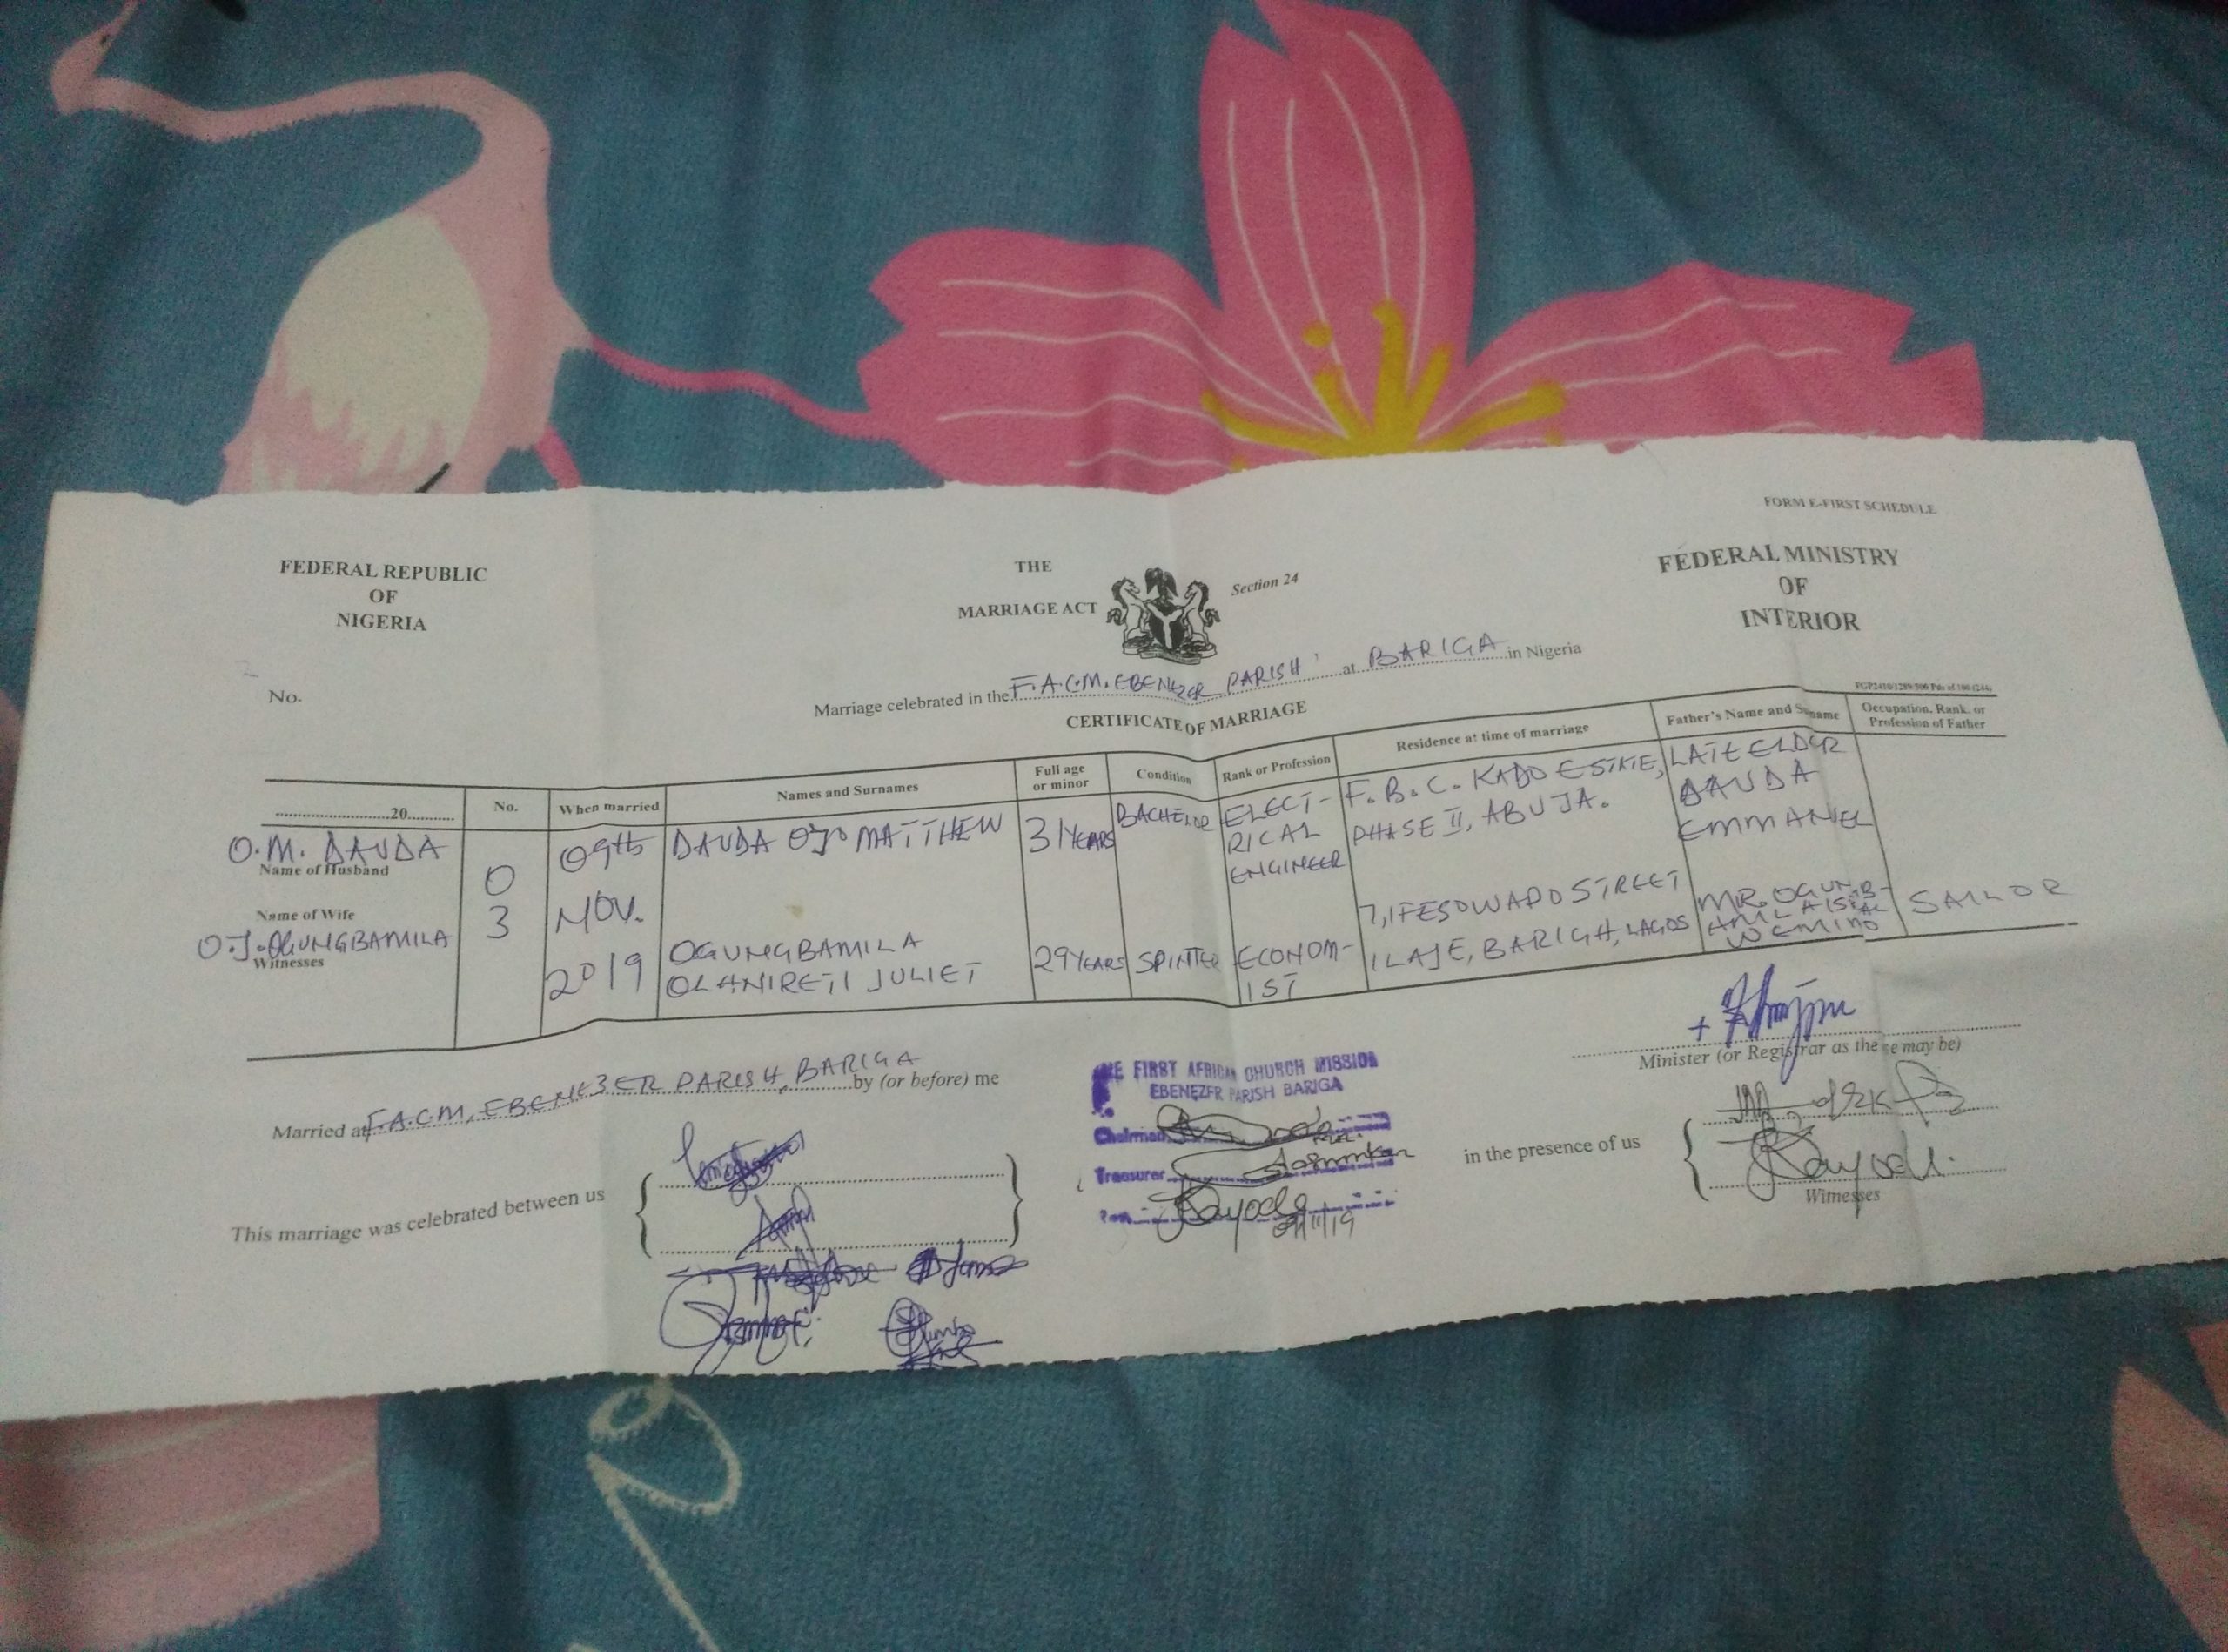 FORM E-FIRST SCHEDULE
FEDERAL REPUBLIC
OF
NIGERIA
THE
MARRIAGE ACT
Section 24
FEDERAL MINISTRY
OF
INTERIOR
No.
Marriage celebrated in the F.A.C.M. EBENEZER PARISH at BARIGA in Nigeria
CERTIFICATE OF MARRIAGE
20
No.
When married
Names and Surnames
Full age
or minor
Condition
Rank or Profession
Residence at time of marriage
Father's Name and Surname
Occupation, Rank, or
Profession of Father
O.M. DAUDA
Name of Husband
Name of Wife
O.J. OGUNGBAMILA
Witnesses
0
3
09th
NOV.
2019
DAUDA OJO MATTHEW
31 YEARS
BACHELOR
ELECT-
RICAL
ENGINEER
F.B.C. KADO ESTATE,
PHASE II, ABUJA.
LATE ELDER
DAUDA
EMMANUEL
OGUNGBAMILA
OLANIRETI JULIET
29 YEARS
ECONOM-
IST
7, IFESOWAPO STREET
ILAJE, BARIGA, LAGOS
MR. OGUNB-
SAILOR
Married at F.A.C.M, EBENEZER PARISH, BARIGA by (or before) me
Minister (or Registrar as the case may be)
This marriage was celebrated between us
FIRST AFRICAN CHURCH MISSION
EBENEZER PARISH BARIGA
Chairman
Treasurer
Kayode
in the presence of us
Kayode
Witnesses